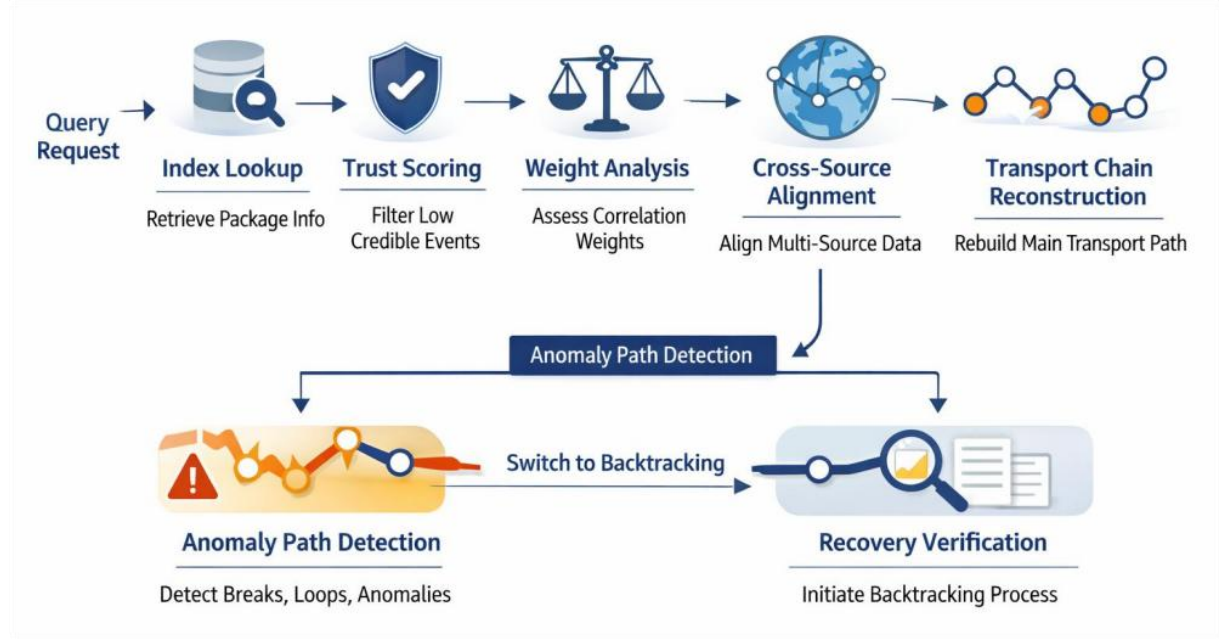 Query
Request
Index Lookup
Retrieve Package Info
Trust Scoring
Filter Low
Credible Events
Weight Analysis
Assess Correlation
Weights
Cross-Source
Alignment
Align Multi-Source Data
Transport Chain
Reconstruction
Rebuild Main Transport Path
Anomaly Path Detection
Switch to Backtracking
Anomaly Path Detection
Detect Breaks, Loops, Anomalies
Recovery Verification
Initiate Backtracking Process